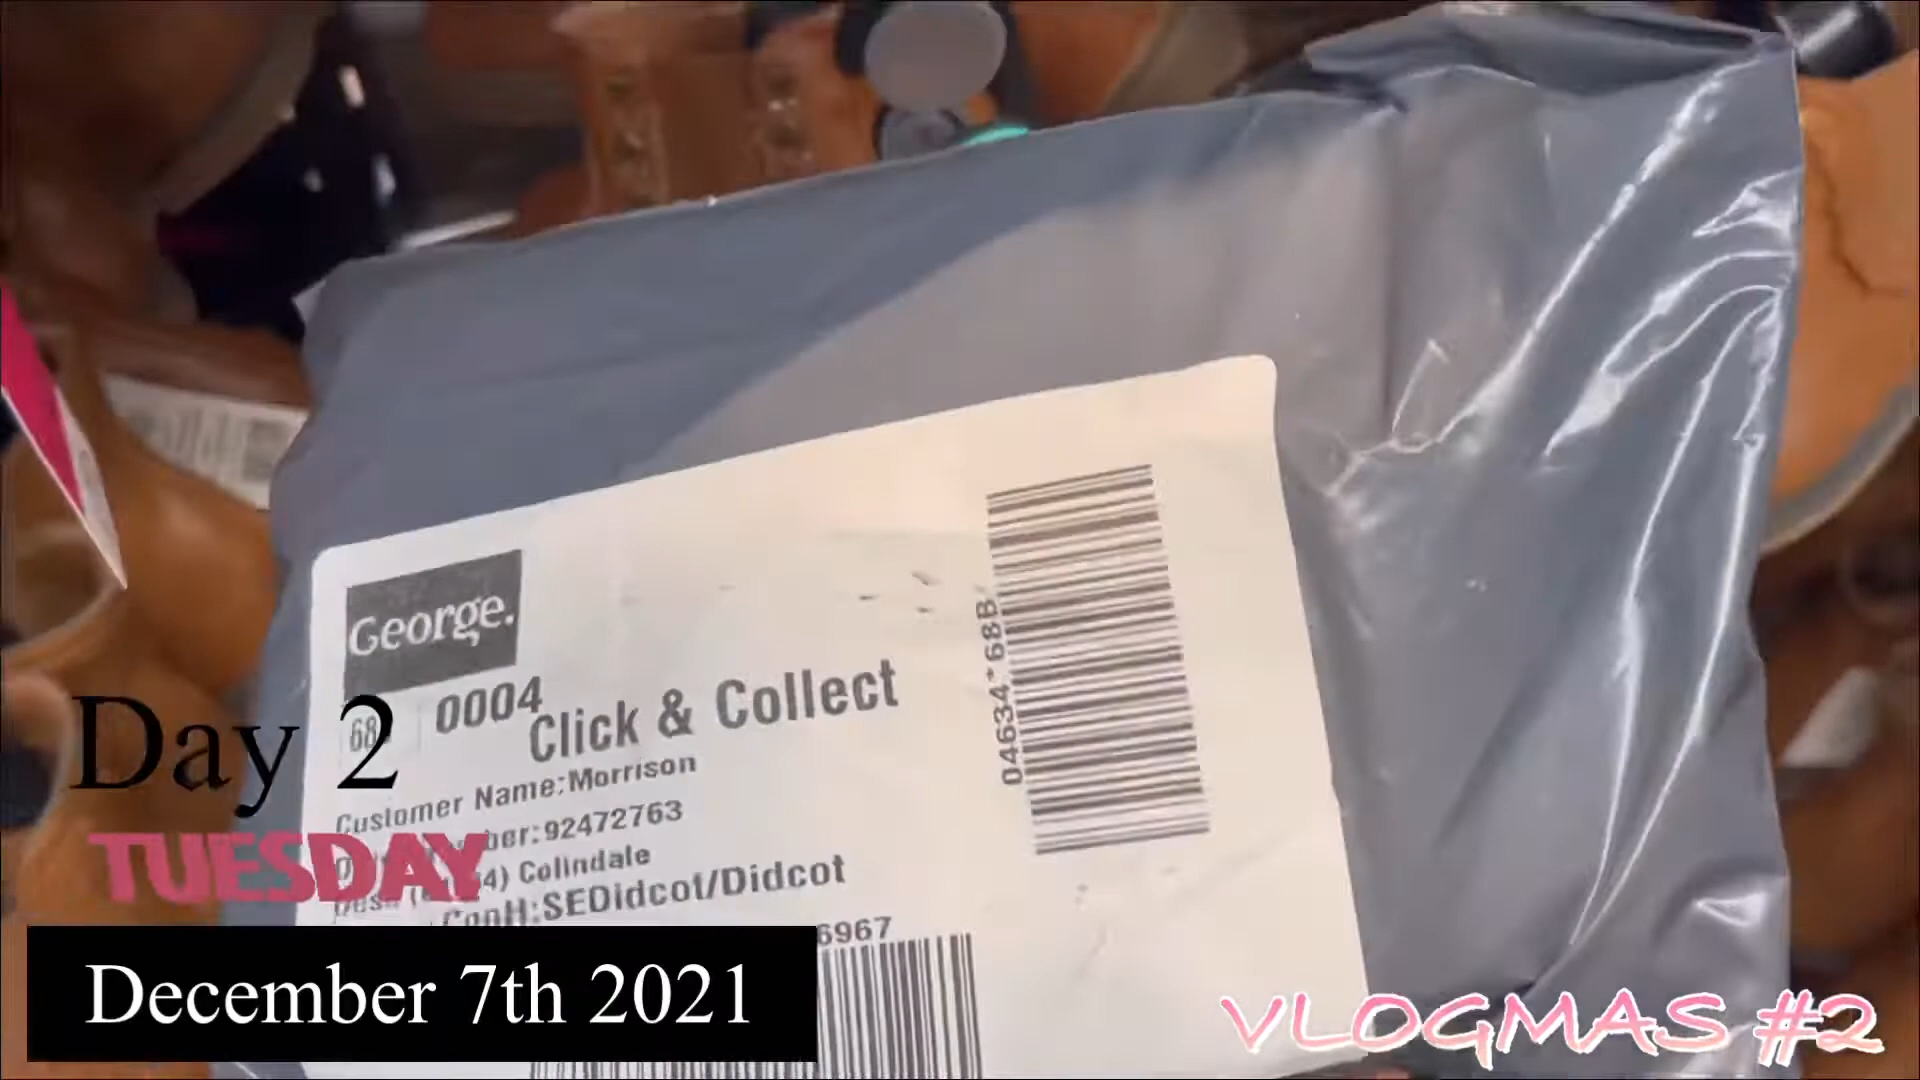 George.
68 0004
Click & Collect
Customer Name:Morrison
ber:92472763
4) Colindale
ConH:SEDidcot/Didcot
6967
04634*68B
Day 2
TUESDAY
December 7th 2021
VLOGMAS #2